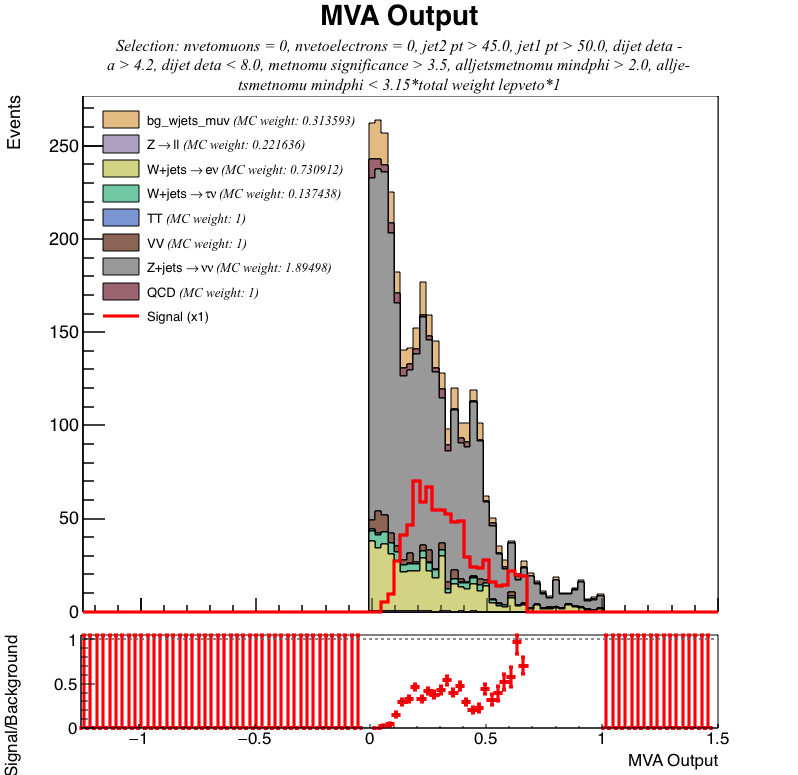 MVA Output
Selection: nvetomuons = 0, nvetoelectrons = 0, jet2 pt > 45.0, jet1 pt > 50.0, dijet deta -
a > 4.2, dijet deta < 8.0, metnomu significance > 3.5, alljetsmetnomu mindphi > 2.0, allje-
tsmetnomu mindphi < 3.15*total weight lepveto*1
Events
bg_wjets_muv (MC weight: 0.313593)
Z → ll (MC weight: 0.221636)
W+jets → eν (MC weight: 0.730912)
W+jets → τν (MC weight: 0.137438)
TT (MC weight: 1)
VV (MC weight: 1)
Z+jets → νν (MC weight: 1.89498)
QCD (MC weight: 1)
Signal (x1)
250
200
150
100
50
0
Signal/Background
1
0.5
0
−1
−0.5
0
0.5
1
1.5
MVA Output